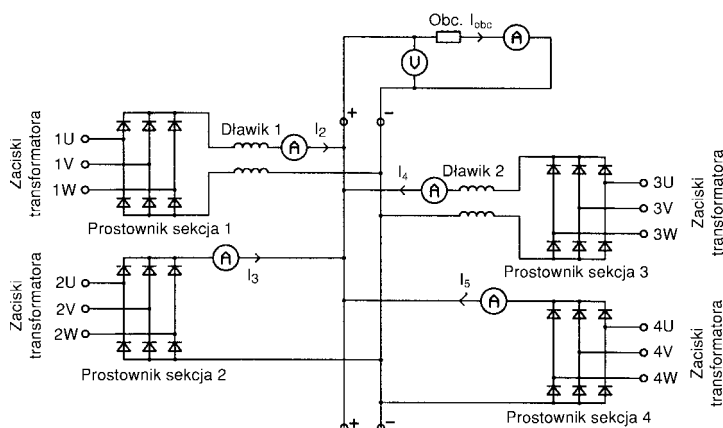 Obc. I obc
A
V
+ −
Zaciski
transformatora
1U
1V
1W
Dławik 1
A
I2
Prostownik sekcja 1
I4
A
Dławik 2
3U
3V
3W
Zaciski
transformatora
Prostownik sekcja 3
Zaciski
transformatora
2U
2V
2W
A
I3
Prostownik sekcja 2
I5
A
4U
4V
4W
Zaciski
transformatora
Prostownik sekcja 4
+ −